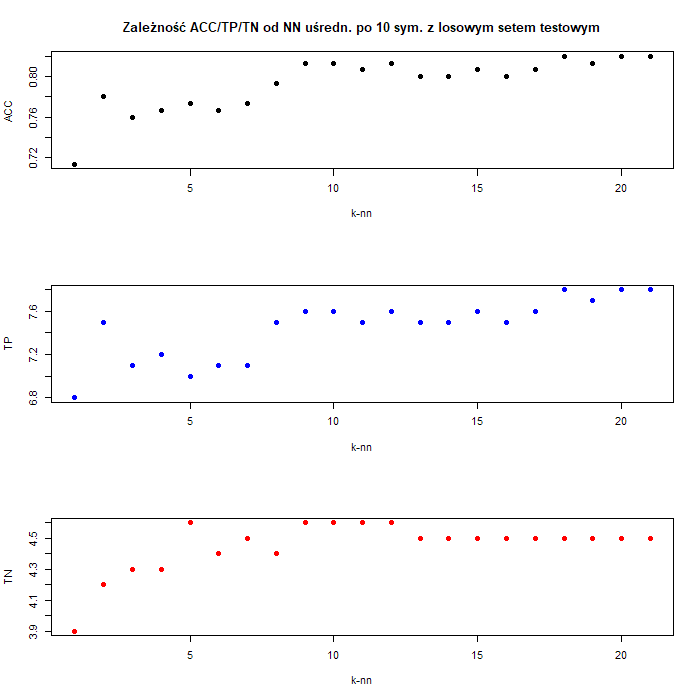 Zależność ACC/TP/TN od NN uśredn. po 10 sym. z losowym setem testowym
ACC
0.72 0.76 0.80
5 10 15 20
k-nn
TP
6.8 7.2 7.6
5 10 15 20
k-nn
TN
3.9 4.1 4.3 4.5
5 10 15 20
k-nn